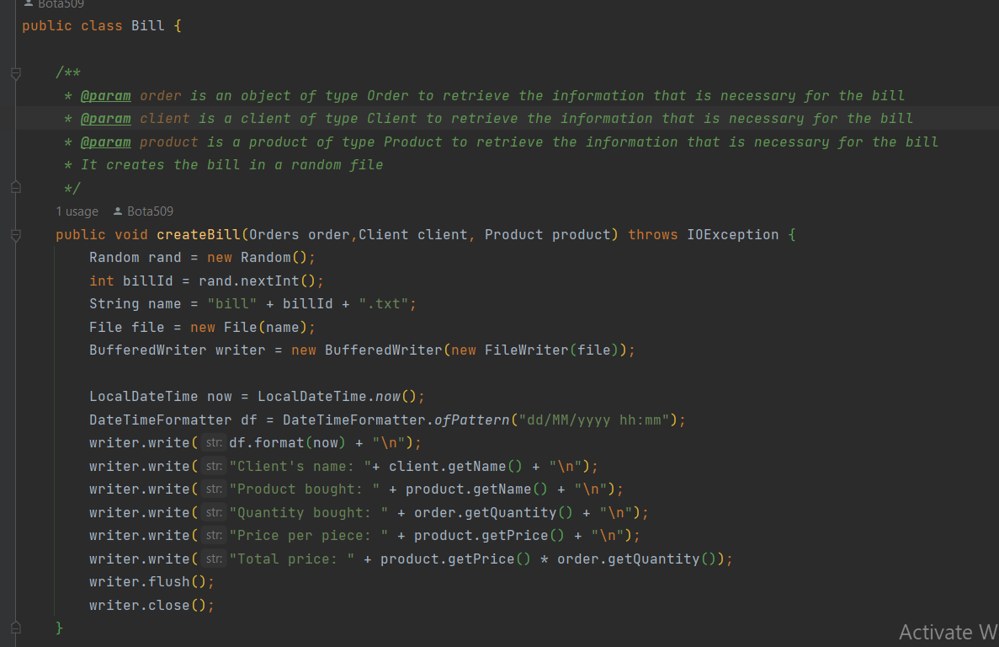 Bota509
public class Bill {
/**
* @param order is an object of type Order to retrieve the information that is necessary for the bill
* @param client is a client of type Client to retrieve the information that is necessary for the bill
* @param product is a product of type Product to retrieve the information that is necessary for the bill
* It creates the bill in a random file
*/
1 usage Bota509
public void createBill(Orders order,Client client, Product product) throws IOException {
Random rand = new Random();
int billId = rand.nextInt();
String name = "bill" + billId + ".txt";
File file = new File(name);
BufferedWriter writer = new BufferedWriter(new FileWriter(file));
LocalDateTime now = LocalDateTime.now();
DateTimeFormatter df = DateTimeFormatter.ofPattern("dd/MM/yyyy hh:mm");
writer.write( str: df.format(now) + "\n");
writer.write( str: "Client's name: "+ client.getName() + "\n");
writer.write( str: "Product bought: " + product.getName() + "\n");
writer.write( str: "Quantity bought: " + order.getQuantity() + "\n");
writer.write( str: "Price per piece: " + product.getPrice() + "\n");
writer.write( str: "Total price: " + product.getPrice() * order.getQuantity());
writer.flush();
writer.close();
}
Activate W